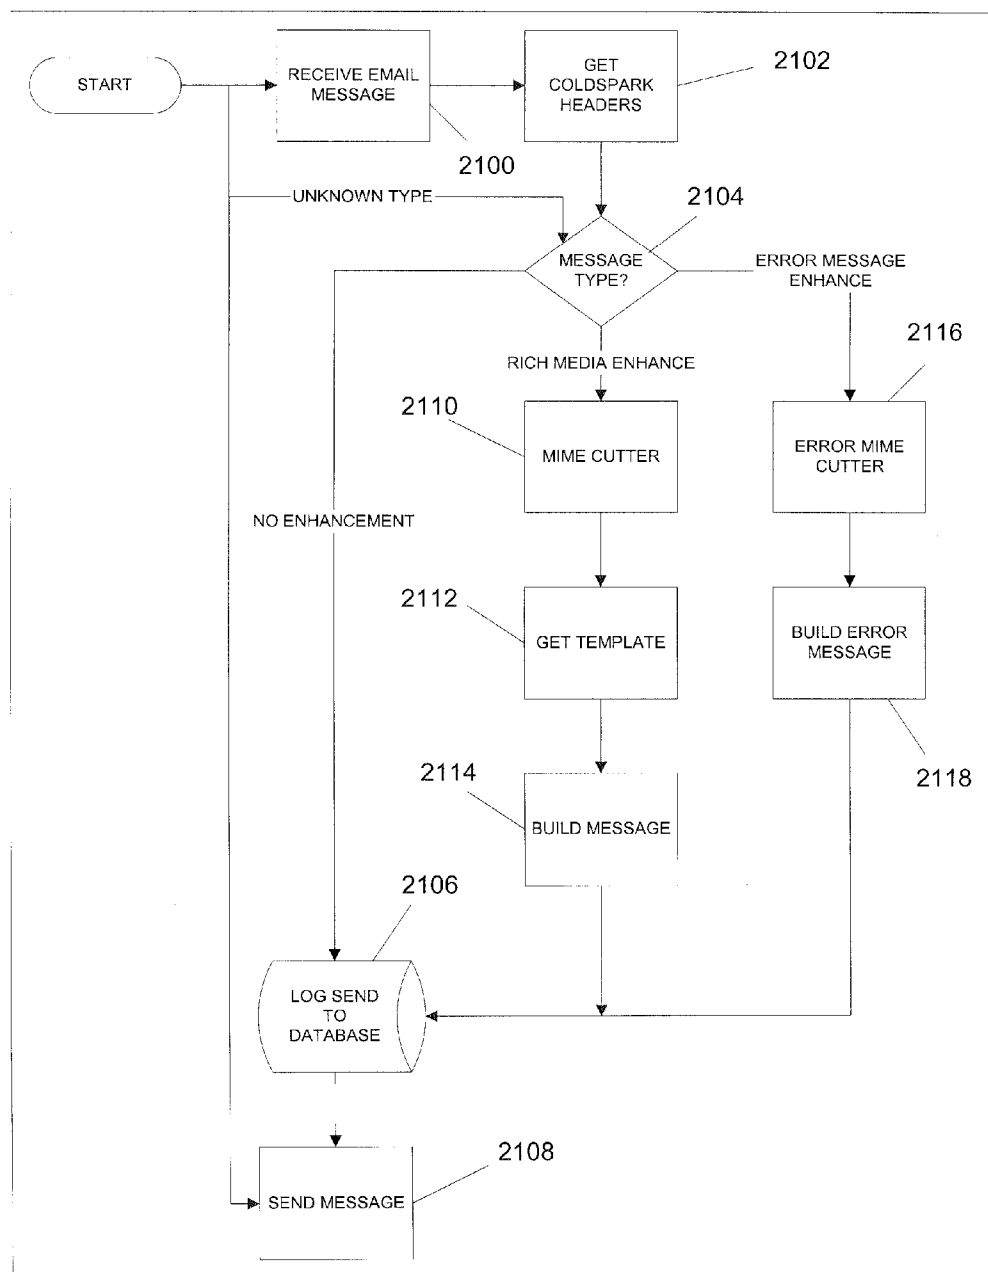 START
RECEIVE EMAIL
MESSAGE
GET
COLDSPARK
HEADERS
2102
2100
UNKNOWN TYPE
2104
MESSAGE
TYPE?
ERROR MESSAGE
ENHANCE
2116
RICH MEDIA ENHANCE
2110
MIME CUTTER
ERROR MIME
CUTTER
NO ENHANCEMENT
2112
GET TEMPLATE
BUILD ERROR
MESSAGE
2114
2118
BUILD MESSAGE
2106
LOG SEND
TO
DATABASE
2108
SEND MESSAGE